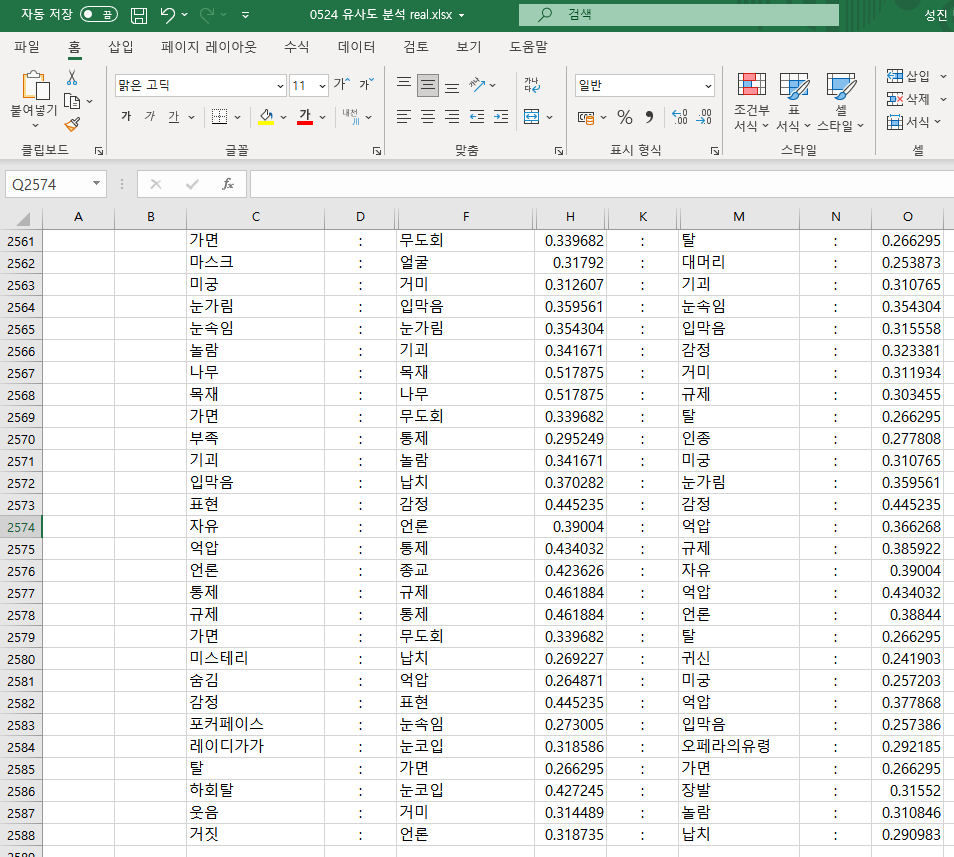 자동 저장 끔 0524 유사도 분석 real.xlsx 검색 성진
파일 홈 삽입 페이지 레이아웃 수식 데이터 검토 보기 도움말
붙여넣기 맑은 고딕 11 가 가 가나 일반 조건부 서식 표 서식 셀 스타일 삽입
가 가 가 가 내천 % 삭제
서식
클립보드 글꼴 맞춤 표시 형식 스타일 셀
Q2574 fx
A B C D F H K M N O
2561 가면 : 무도회 0.339682 : 탈 : 0.266295
2562 마스크 : 얼굴 0.31792 : 대머리 : 0.253873
2563 미궁 : 거미 0.312607 : 기괴 : 0.310765
2564 눈가림 : 입막음 0.359561 : 눈속임 : 0.354304
2565 눈속임 : 눈가림 0.354304 : 입막음 : 0.315558
2566 놀람 : 기괴 0.341671 : 감정 : 0.323381
2567 나무 : 목재 0.517875 : 거미 : 0.311934
2568 목재 : 나무 0.517875 : 규제 : 0.303455
2569 가면 : 무도회 0.339682 : 탈 : 0.266295
2570 부족 : 통제 0.295249 : 인종 : 0.277808
2571 기괴 : 놀람 0.341671 : 미궁 : 0.310765
2572 입막음 : 납치 0.370282 : 눈가림 : 0.359561
2573 표현 : 감정 0.445235 : 감정 : 0.445235
2574 자유 : 언론 0.39004 : 억압 : 0.366268
2575 억압 : 통제 0.434032 : 규제 : 0.385922
2576 언론 : 종교 0.423626 : 자유 : 0.39004
2577 통제 : 규제 0.461884 : 억압 : 0.434032
2578 규제 : 통제 0.461884 : 언론 : 0.38844
2579 가면 : 무도회 0.339682 : 탈 : 0.266295
2580 미스테리 : 납치 0.269227 : 귀신 : 0.241903
2581 숨김 : 억압 0.264871 : 미궁 : 0.257203
2582 감정 : 표현 0.445235 : 억압 : 0.377868
2583 포커페이스 : 눈속임 0.273005 : 입막음 : 0.257386
2584 레이디가가 : 눈코입 0.318586 : 오페라의유령 : 0.292185
2585 탈 : 가면 0.266295 : 가면 : 0.266295
2586 하회탈 : 눈코입 0.427245 : 장발 : 0.31552
2587 웃음 : 거미 0.314489 : 놀람 : 0.310846
2588 거짓 : 언론 0.318735 : 납치 : 0.290983